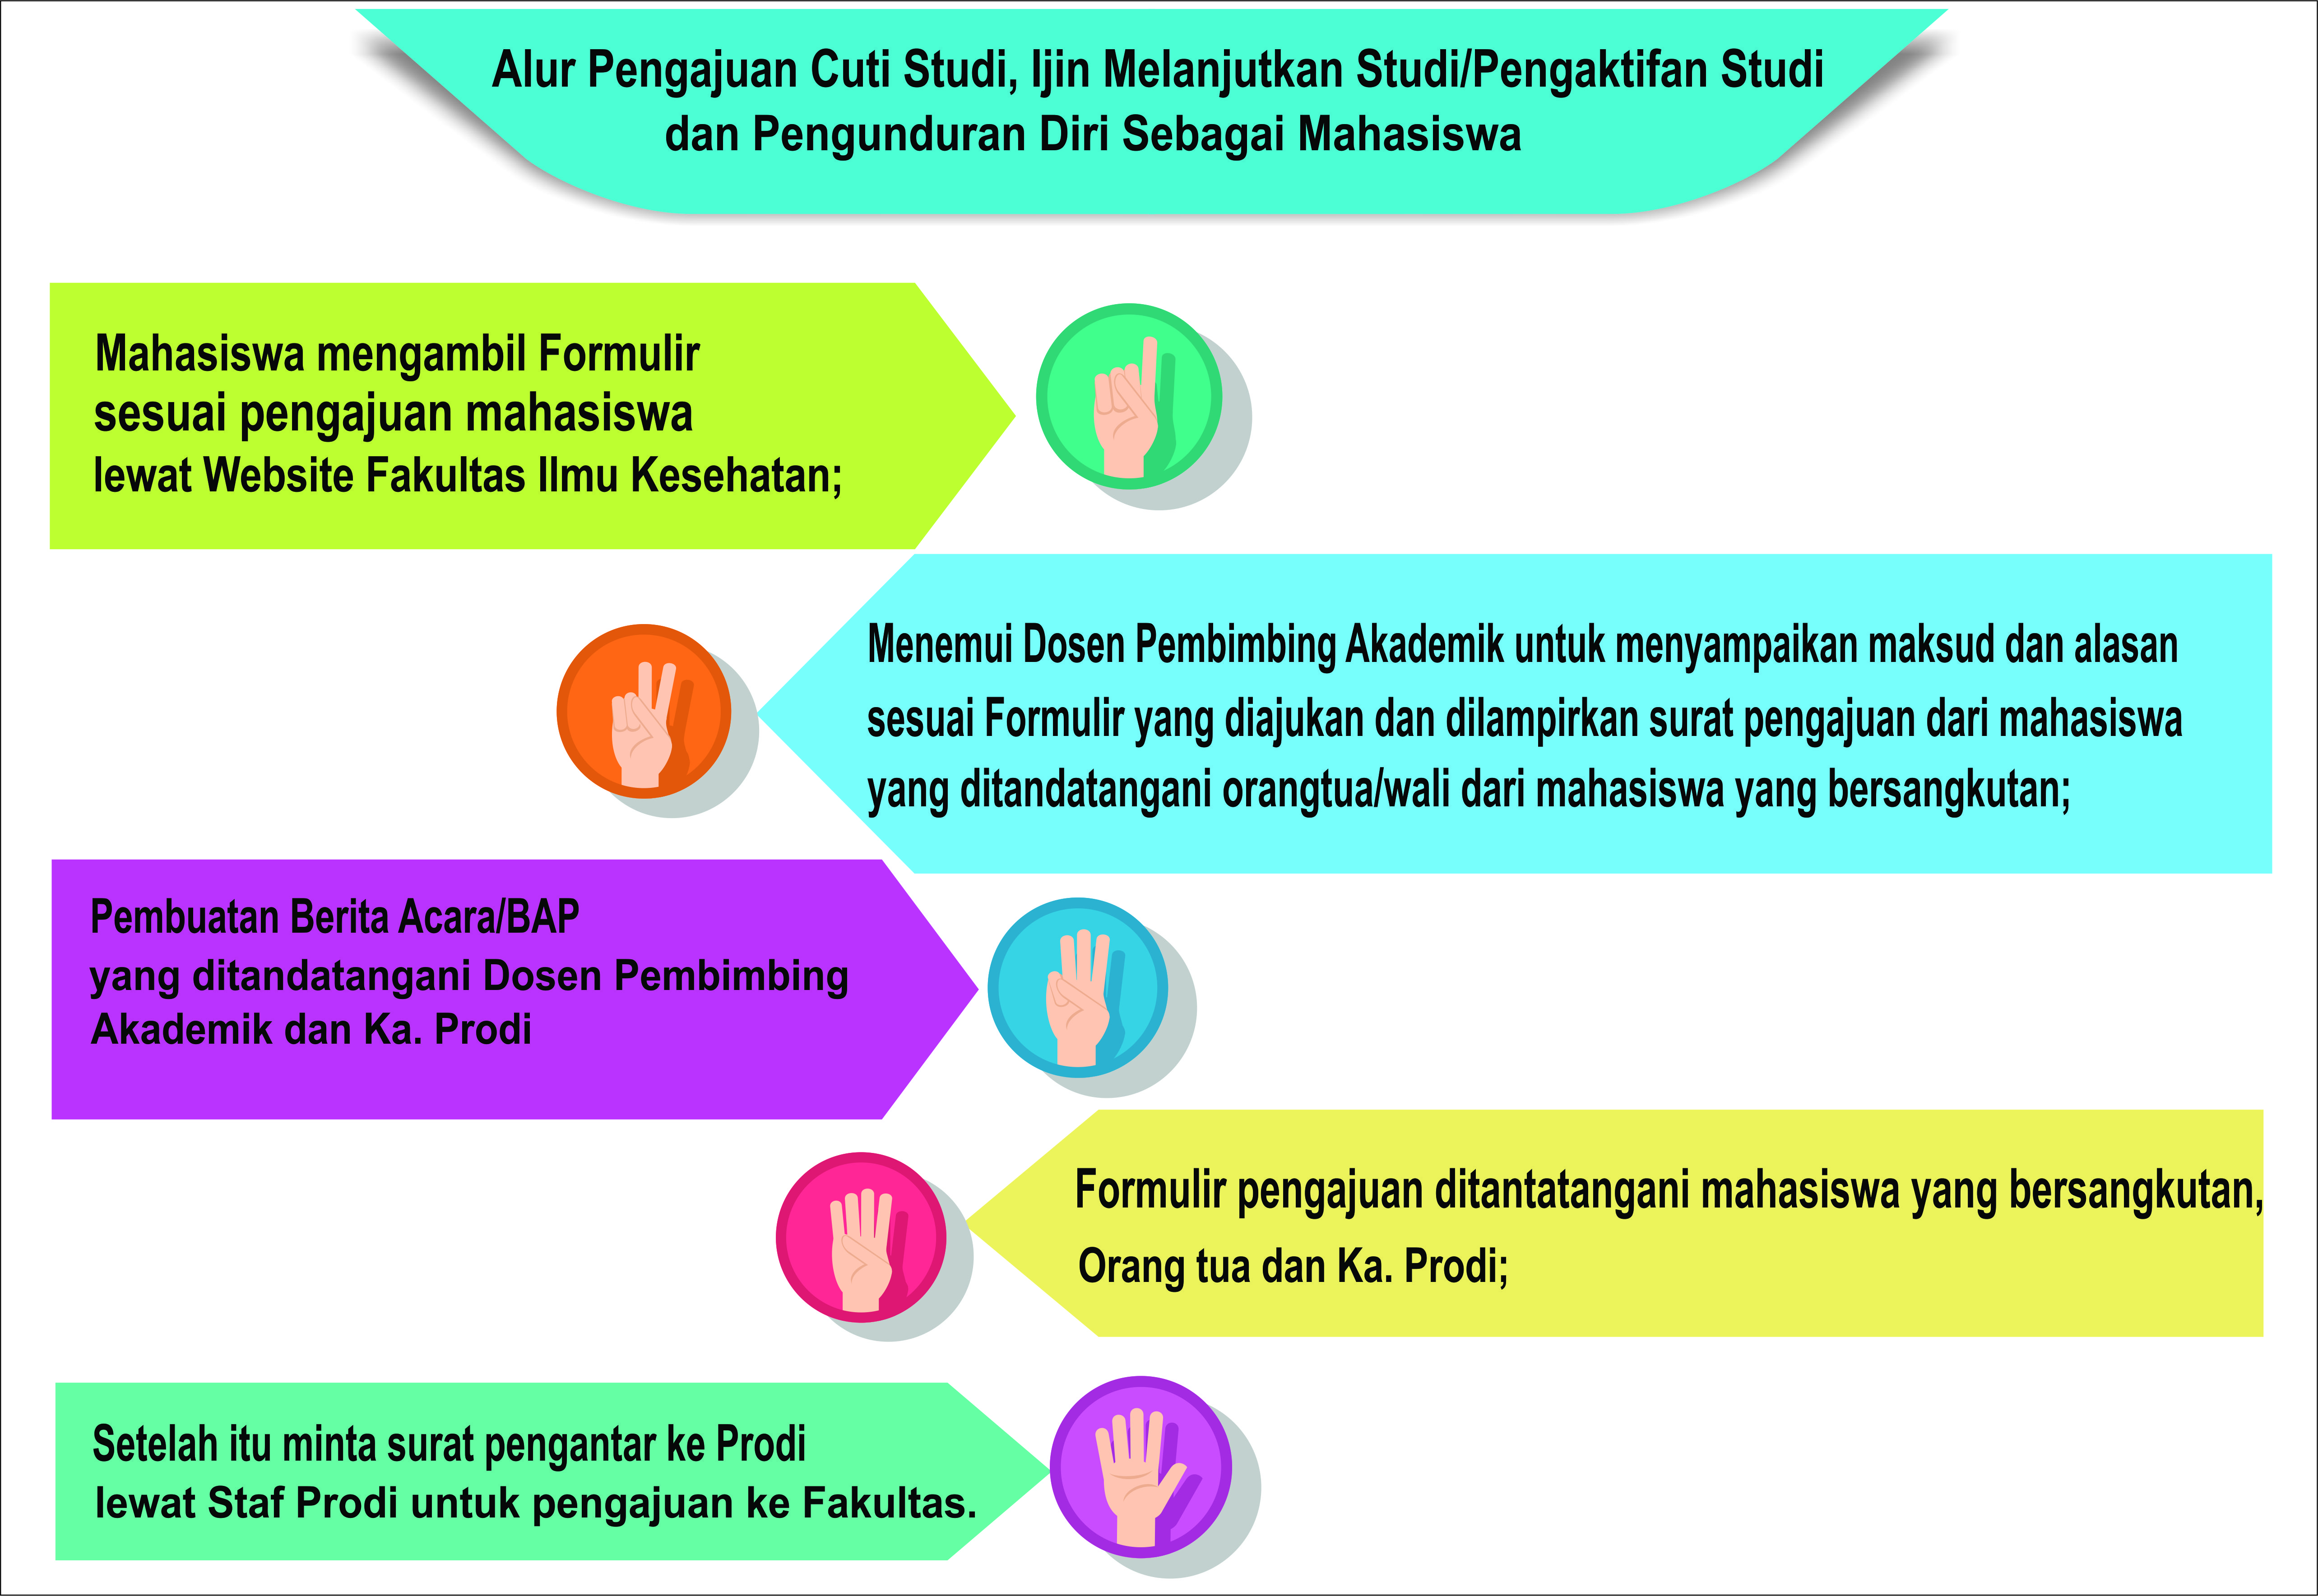 Alur Pengajuan Cuti Studi, Ijin Melanjutkan Studi/Pengaktifan Studi
dan Pengunduran Diri Sebagai Mahasiswa
Mahasiswa mengambil Formulir
sesuai pengajuan mahasiswa
lewat Website Fakultas Ilmu Kesehatan;
Menemui Dosen Pembimbing Akademik untuk menyampaikan maksud dan alasan
sesuai Formulir yang diajukan dan dilampirkan surat pengajuan dari mahasiswa
yang ditandatangani orangtua/wali dari mahasiswa yang bersangkutan;
Pembuatan Berita Acara/BAP
yang ditandatangani Dosen Pembimbing
Akademik dan Ka. Prodi
Formulir pengajuan ditantatangani mahasiswa yang bersangkutan,
Orang tua dan Ka. Prodi;
Setelah itu minta surat pengantar ke Prodi
lewat Staf Prodi untuk pengajuan ke Fakultas.